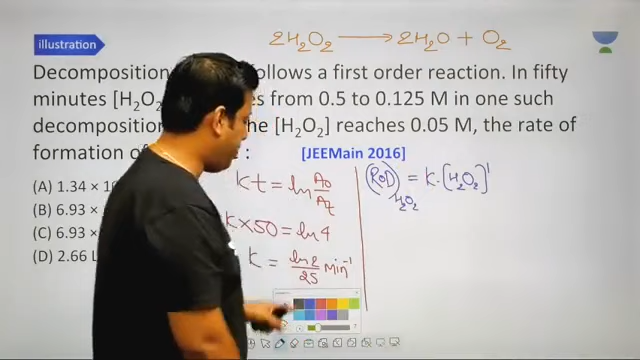 illustration
2H₂O₂ ⟶ 2H₂O + O₂
Decomposition follows a first order reaction. In fifty
minutes [H₂O₂ es from 0.5 to 0.125 M in one such
decomposition he [H₂O₂] reaches 0.05 M, the rate of
formation of :
[JEEMain 2016]
(A) 1.34 × 1
(B) 6.93 ×
(C) 6.93 ×
(D) 2.66 L
kt = ln A₀/Aₜ
k×50 = ln 4
k = ln 2/25 min⁻¹
(ROD)H₂O₂ = k·[H₂O₂]¹